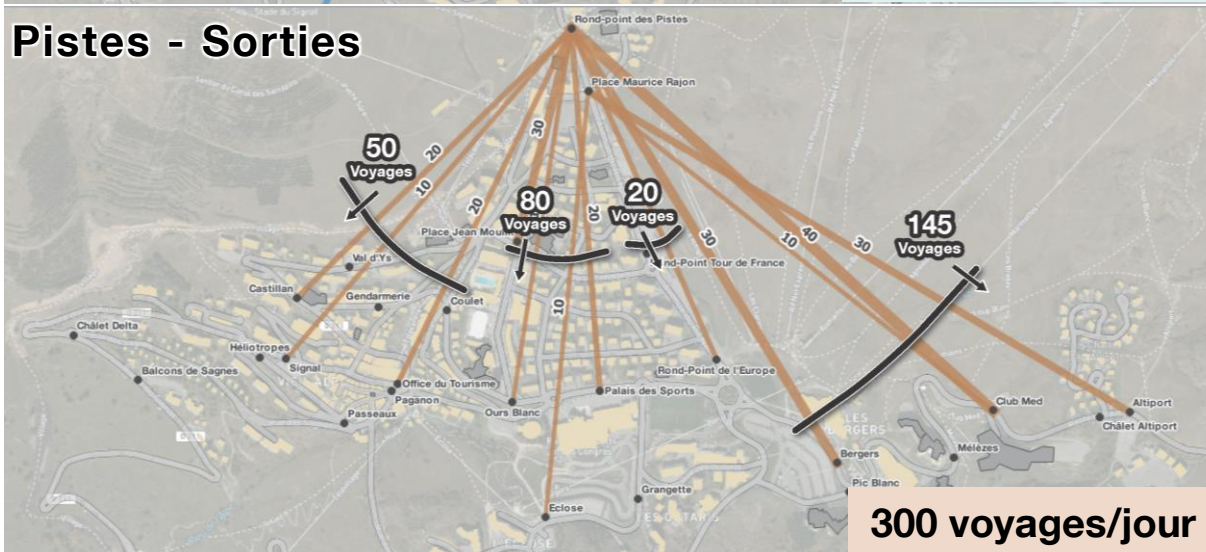 Pistes - Sorties
Rond-point des Pistes
Place Maurice Rajon
30
50
Voyages
20
10
20
80
Voyages
20
20
Voyages
30
10
40
30
145
Voyages
Place Jean Moulin
nd-Point Tour de France
Val d'Ys
Castillan
Gendarmerie
Coulet
10
Châlet Delta
Héliotropes
Signal
Balcons de Sagnes
Office du Tourisme
Paganon
Passeaux
Ours Blanc
Palais des Sports
Rond-Point de l'Europe
Club Med
Altiport
Châlet Altiport
LES
BERGERS
Bergers
Mélèzes
Pic Blanc
Grangette
Eclose
300 voyages/jour